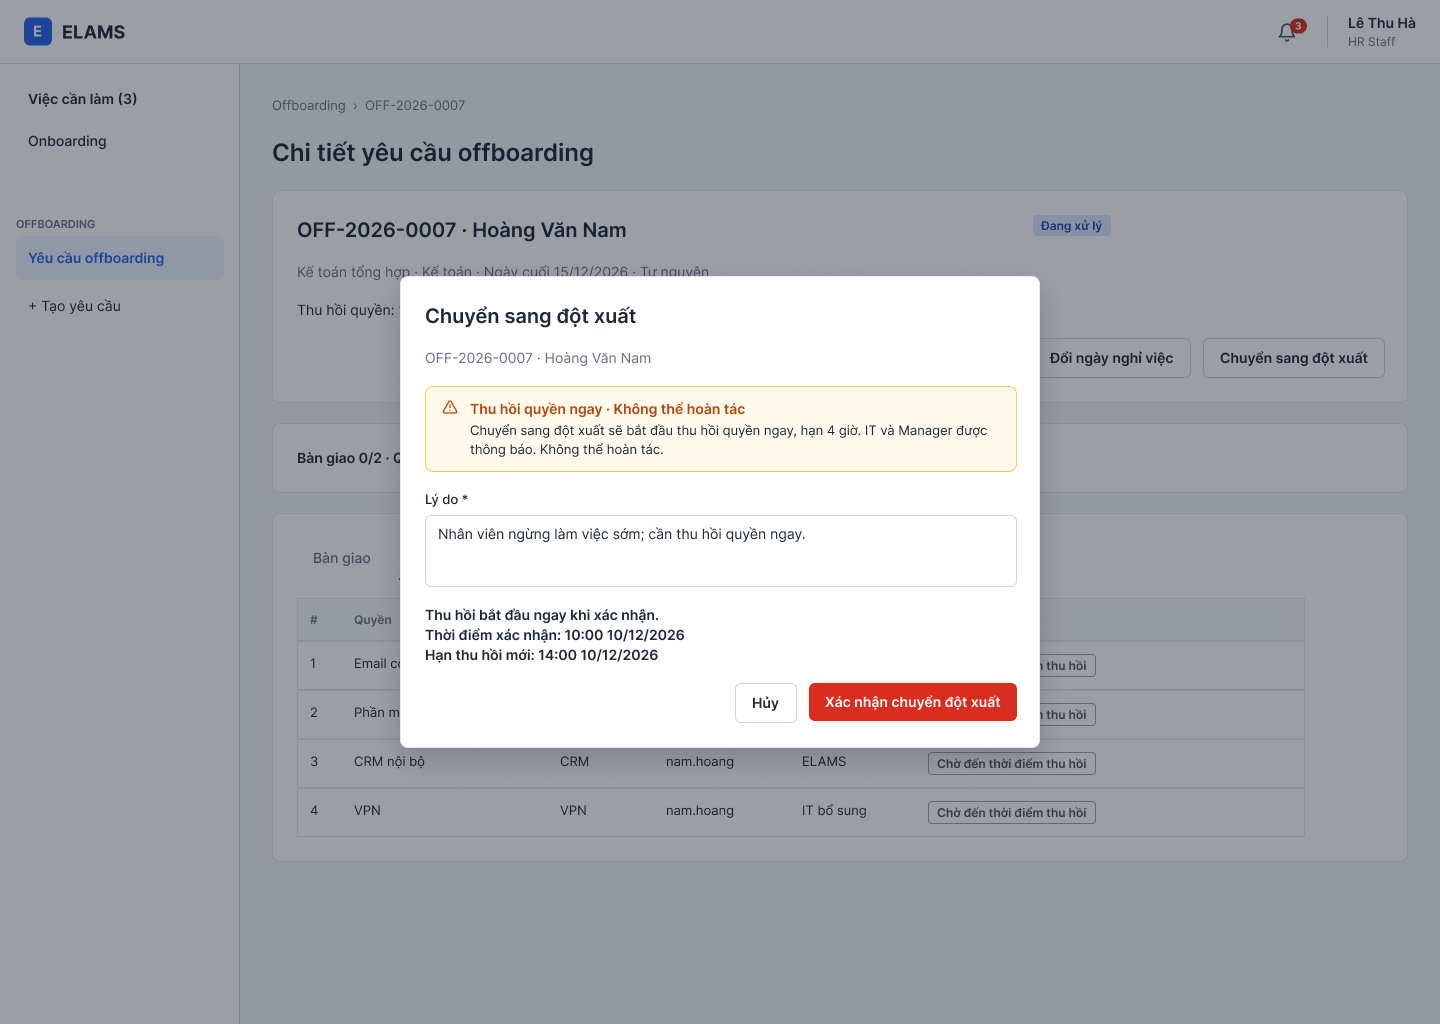 E ELAMS
3
Lê Thu Hà
HR Staff
Việc cần làm (3)
Onboarding
OFFBOARDING
Yêu cầu offboarding
+ Tạo yêu cầu
Offboarding › OFF-2026-0007
Chi tiết yêu cầu offboarding
OFF-2026-0007 · Hoàng Văn Nam
Đang xử lý
Kế toán tổng hợp · Kế toán · Ngày cuối 15/12/2026 · Tự nguyện
Thu hồi quyền:
Đổi ngày nghỉ việc
Chuyển sang đột xuất
Bàn giao 0/2 ·
Bàn giao
# Quyền
1 Email
thu hồi
2 Phần
thu hồi
3 CRM nội bộ CRM nam.hoang ELAMS Chờ đến thời điểm thu hồi
4 VPN VPN nam.hoang IT bổ sung Chờ đến thời điểm thu hồi
Chuyển sang đột xuất
OFF-2026-0007 · Hoàng Văn Nam
Thu hồi quyền ngay · Không thể hoàn tác
Chuyển sang đột xuất sẽ bắt đầu thu hồi quyền ngay, hạn 4 giờ. IT và Manager được
thông báo. Không thể hoàn tác.
Lý do *
Nhân viên ngừng làm việc sớm; cần thu hồi quyền ngay.
Thu hồi bắt đầu ngay khi xác nhận.
Thời điểm xác nhận: 10:00 10/12/2026
Hạn thu hồi mới: 14:00 10/12/2026
Hủy
Xác nhận chuyển đột xuất